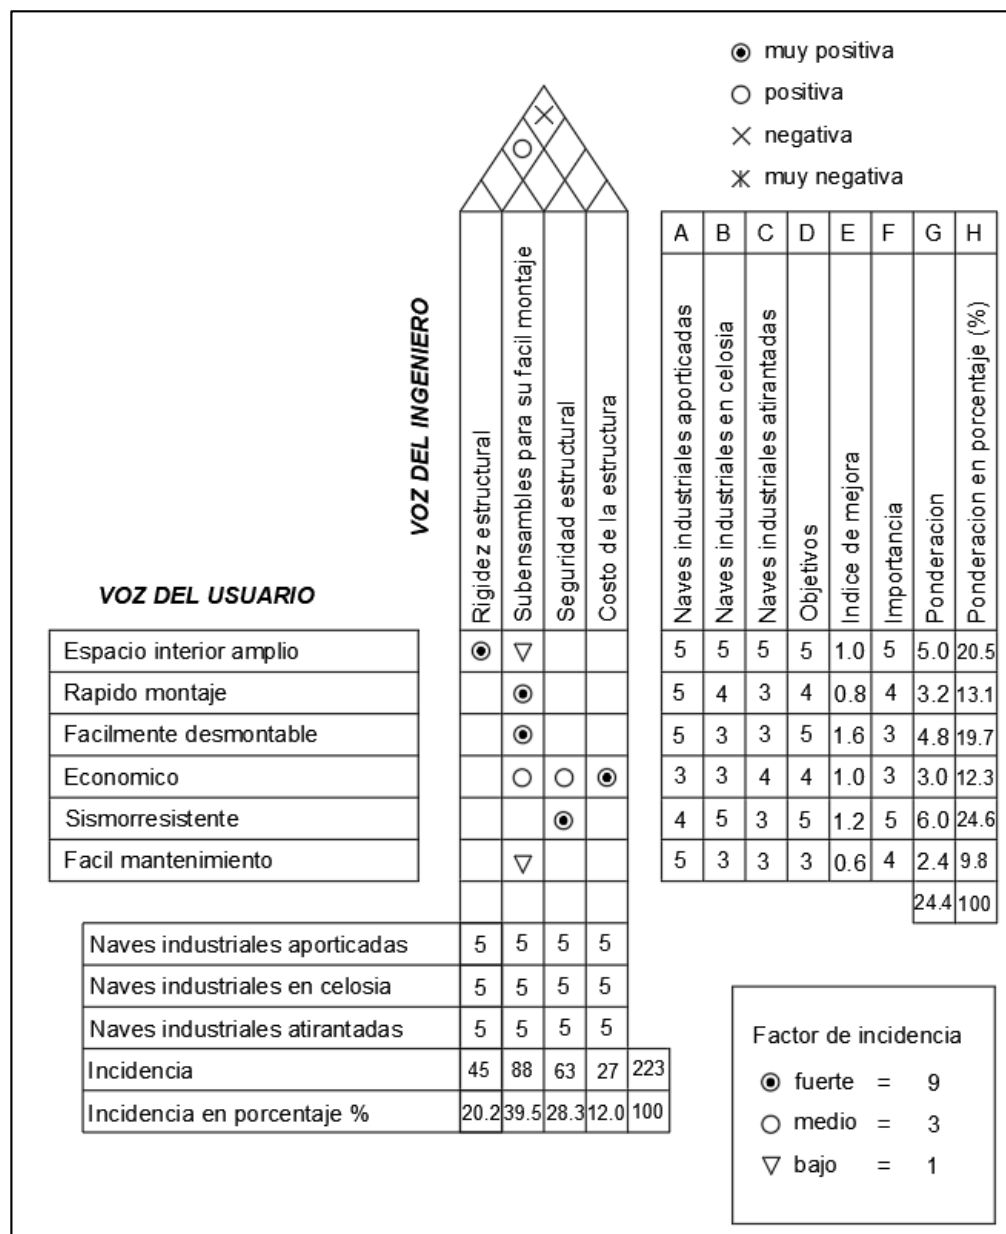 muy positiva
positiva
negativa
muy negativa
A B C D E F G H
VOZ DEL INGENIERO
Rigidez estructural
Subensambles para su facil montaje
Seguridad estructural
Costo de la estructura
Naves industriales aporticadas
Naves industriales en celosia
Naves industriales atirantadas
Objetivos
Indice de mejora
Importancia
Ponderacion
Ponderacion en porcentaje (%)
VOZ DEL USUARIO
Espacio interior amplio 5 5 5 5 1.0 5 5.0 20.5
Rapido montaje 5 4 3 4 0.8 4 3.2 13.1
Facilmente desmontable 5 3 3 5 1.6 3 4.8 19.7
Economico 3 3 4 4 1.0 3 3.0 12.3
Sismorresistente 4 5 3 5 1.2 5 6.0 24.6
Facil mantenimiento 5 3 3 3 0.6 4 2.4 9.8
24.4 100
Naves industriales aporticadas 5 5 5 5
Naves industriales en celosia 5 5 5 5
Naves industriales atirantadas 5 5 5 5
Incidencia 45 88 63 27 223
Incidencia en porcentaje % 20.2 39.5 28.3 12.0 100
Factor de incidencia
fuerte = 9
medio = 3
bajo = 1